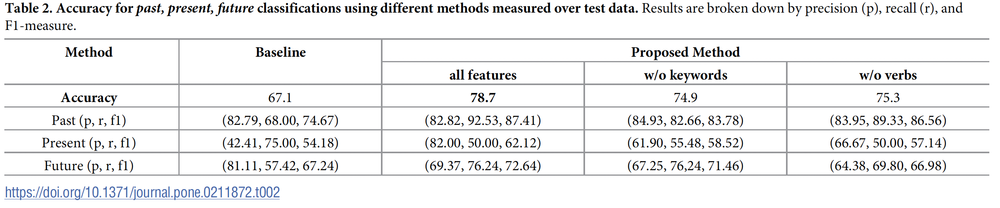 Table 2. Accuracy for past, present, future classifications using different methods measured over test data. Results are broken down by precision (p), recall (r), and
F1-measure.
Method Baseline Proposed Method
all features w/o keywords w/o verbs
Accuracy 67.1 78.7 74.9 75.3
Past (p, r, f1) (82.79, 68.00, 74.67) (82.82, 92.53, 87.41) (84.93, 82.66, 83.78) (83.95, 89.33, 86.56)
Present (p, r, f1) (42.41, 75.00, 54.18) (82.00, 50.00, 62.12) (61.90, 55.48, 58.52) (66.67, 50.00, 57.14)
Future (p, r, f1) (81.11, 57.42, 67.24) (69.37, 76.24, 72.64) (67.25, 76,24, 71.46) (64.38, 69.80, 66.98)
https://doi.org/10.1371/journal.pone.0211872.t002